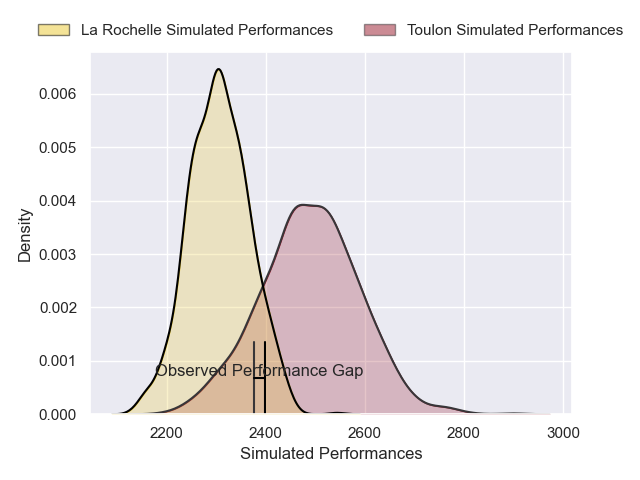 La Rochelle Simulated Performances
Toulon Simulated Performances
Density
0.006
0.005
0.004
0.003
0.002
0.001
0.000
Observed Performance Gap
2200 2400 2600 2800 3000
Simulated Performances